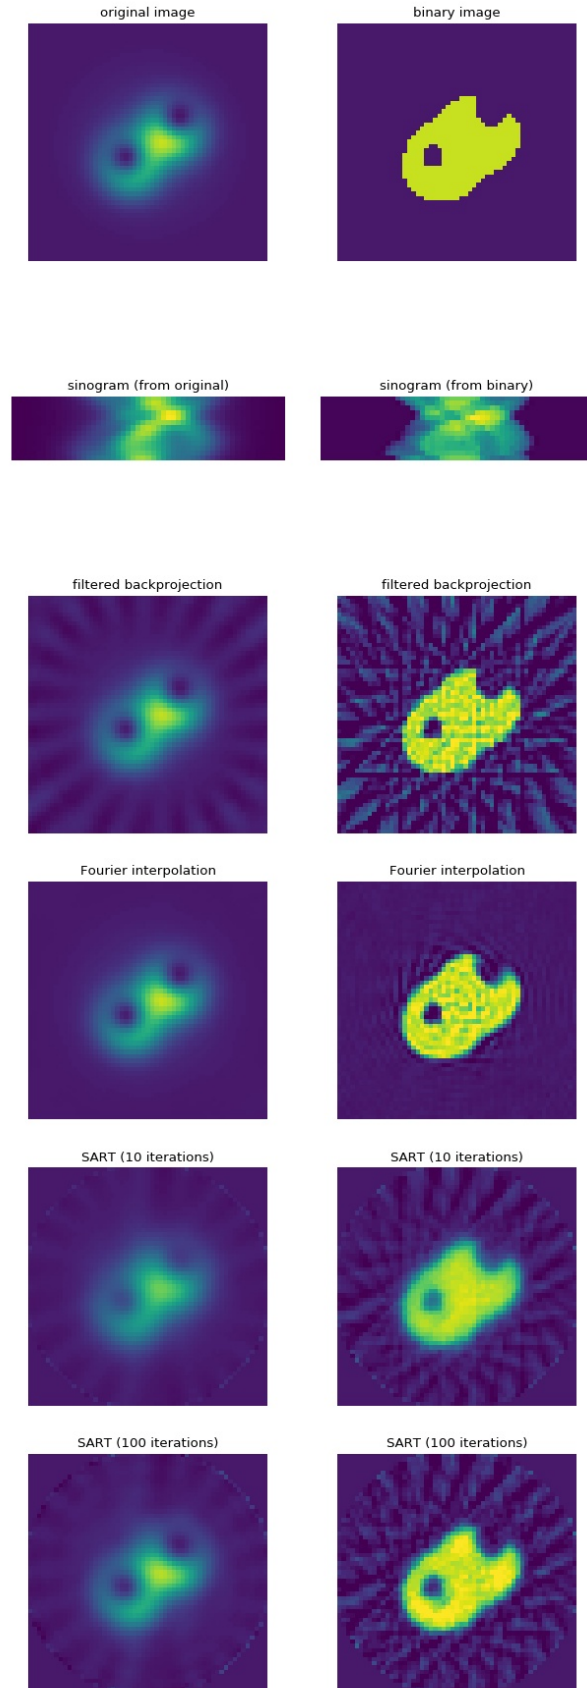 original image
binary image
sinogram (from original)
sinogram (from binary)
filtered backprojection
filtered backprojection
Fourier interpolation
Fourier interpolation
SART (10 iterations)
SART (10 iterations)
SART (100 iterations)
SART (100 iterations)